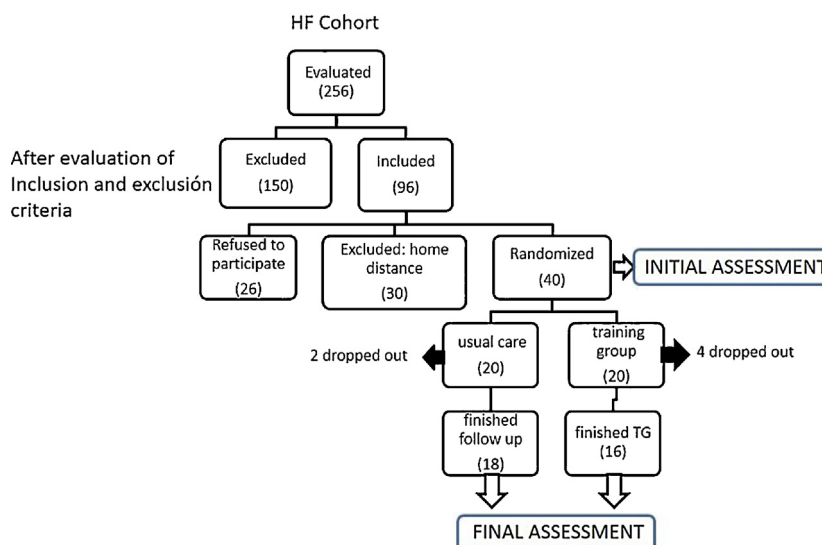 HF Cohort
Evaluated
(256)
After evaluation of
Inclusion and exclusión
criteria
Excluded
(150)
Included
(96)
Refused to
participate
(26)
Excluded: home
distance
(30)
Randomized
(40)
INITIAL ASSESSMENT
2 dropped out
usual care
(20)
training
group
(20)
4 dropped out
finished
follow up
(18)
finished TG
(16)
FINAL ASSESSMENT